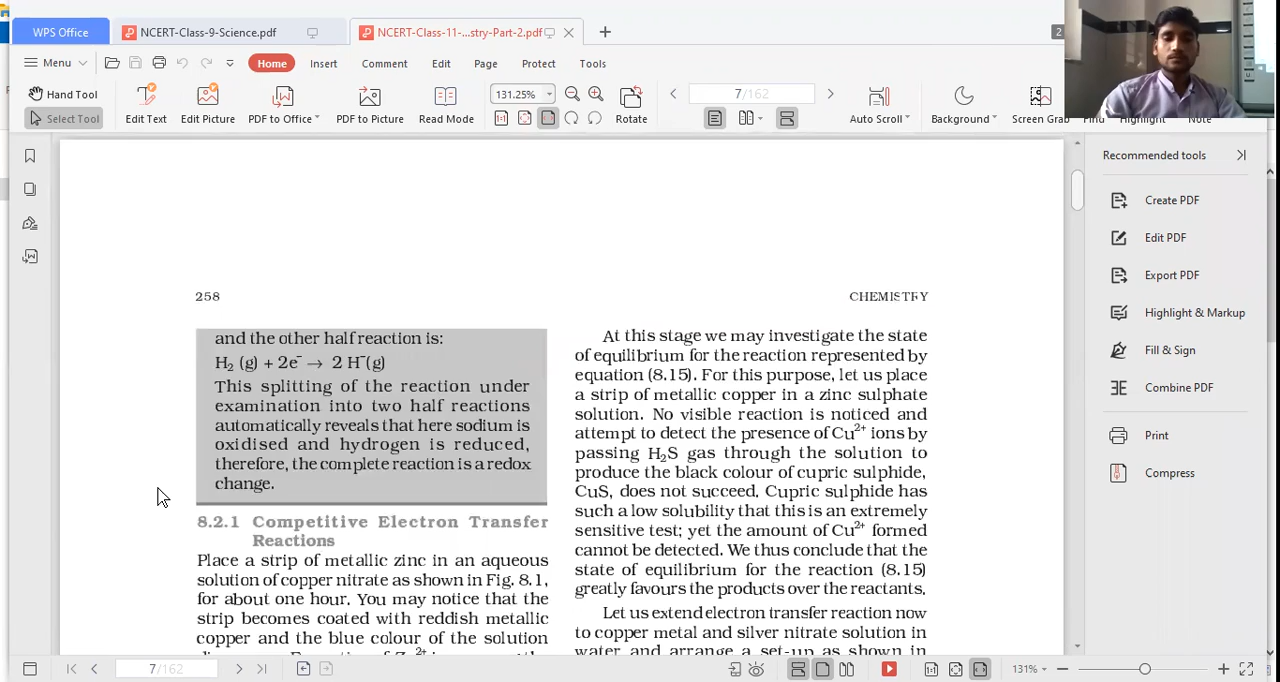 WPS Office
NCERT-Class-9-Science.pdf
NCERT-Class-11-...stry-Part-2.pdf
2
Menu
Home
Insert
Comment
Edit
Page
Protect
Tools
Hand Tool
Select Tool
Edit Text
Edit Picture
PDF to Office
PDF to Picture
Read Mode
131.25%
Rotate
7/162
Auto Scroll
Background
Screen Grab
Find
Highlight
Note
258
CHEMISTRY
and the other half reaction is:
H₂ (g) + 2e⁻ → 2 H⁻(g)
This splitting of the reaction under
examination into two half reactions
automatically reveals that here sodium is
oxidised and hydrogen is reduced,
therefore, the complete reaction is a redox
change.
8.2.1 Competitive Electron Transfer
Reactions
Place a strip of metallic zinc in an aqueous
solution of copper nitrate as shown in Fig. 8.1,
for about one hour. You may notice that the
strip becomes coated with reddish metallic
copper and the blue colour of the solution
At this stage we may investigate the state
of equilibrium for the reaction represented by
equation (8.15). For this purpose, let us place
a strip of metallic copper in a zinc sulphate
solution. No visible reaction is noticed and
attempt to detect the presence of Cu²⁺ ions by
passing H₂S gas through the solution to
produce the black colour of cupric sulphide,
CuS, does not succeed. Cupric sulphide has
such a low solubility that this is an extremely
sensitive test; yet the amount of Cu²⁺ formed
cannot be detected. We thus conclude that the
state of equilibrium for the reaction (8.15)
greatly favours the products over the reactants.
Let us extend electron transfer reaction now
to copper metal and silver nitrate solution in
water and arrange a set-up as shown in
Recommended tools
Create PDF
Edit PDF
Export PDF
Highlight & Markup
Fill & Sign
Combine PDF
Print
Compress
7/162
131%